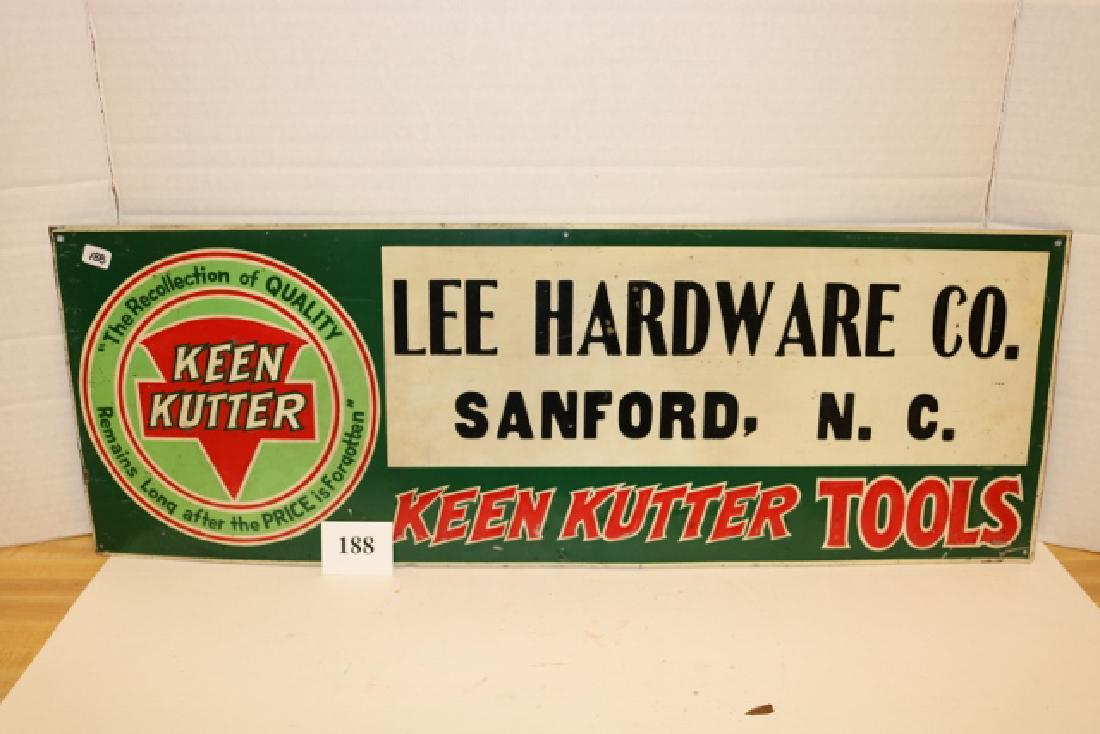 188
"The Recollection of QUALITY
Remains Long after the PRICE is Forgotten"
KEEN
KUTTER
LEE HARDWARE CO.
SANFORD, N. C.
KEEN KUTTER TOOLS
188